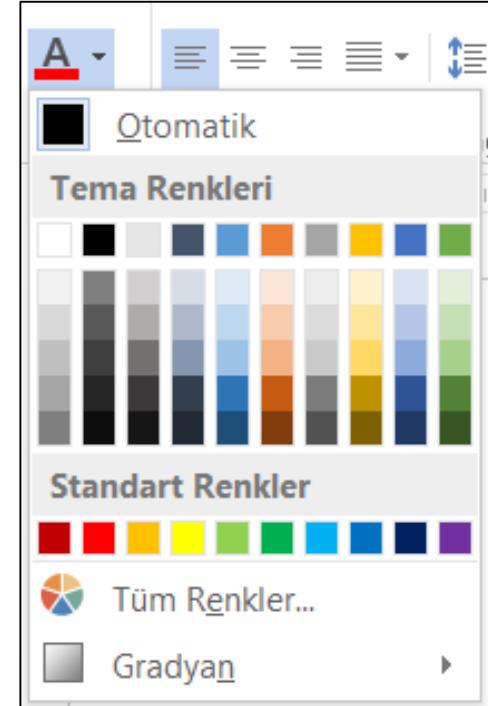 A
Otomatik
Tema Renkleri
Standart Renkler
Tüm Renkler...
Gradyan